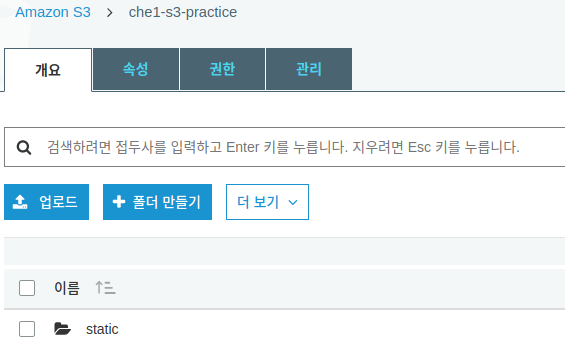 Amazon S3 > che1-s3-practice
개요 속성 권한 관리
검색하려면 접두사를 입력하고 Enter 키를 누릅니다. 지우려면 Esc 키를 누릅니다.
업로드 폴더 만들기 더 보기
이름
static